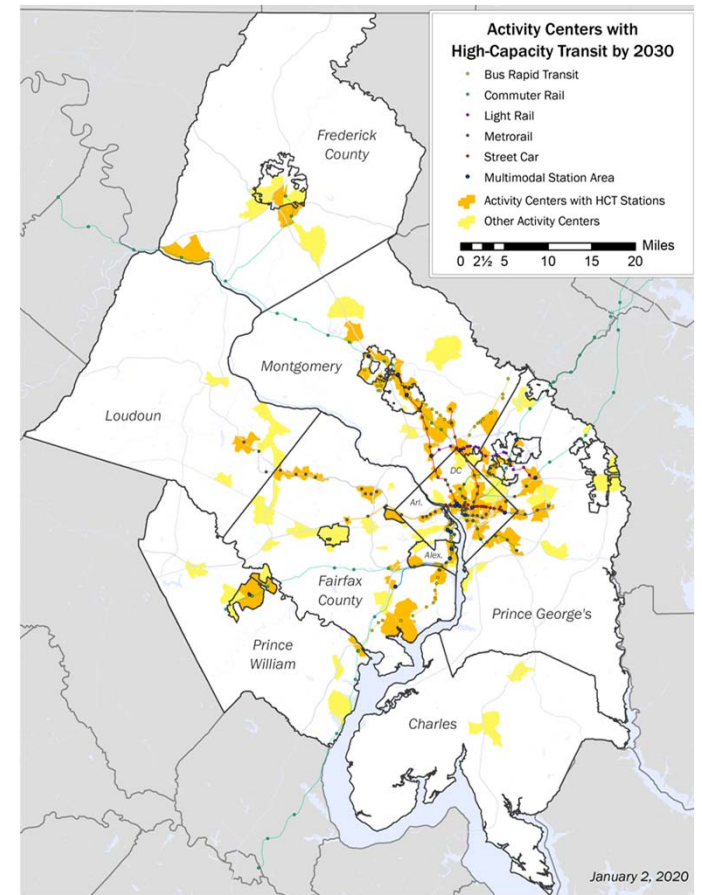 Activity Centers with
High-Capacity Transit by 2030
Bus Rapid Transit
Commuter Rail
Light Rail
Metrorail
Street Car
Multimodal Station Area
Activity Centers with HCT Stations
Other Activity Centers
Miles
0 2½ 5 10 15 20
Frederick
County
Montgomery
Loudoun
DC
Arl.
Alex.
Fairfax
County
Prince George's
Prince
William
Charles
January 2, 2020